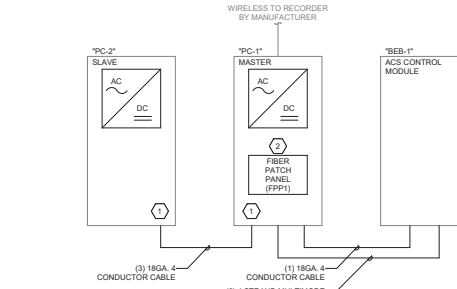 WIRELESS TO RECORDER
BY MANUFACTURER
"PC-2"
SLAVE
AC
DC
1
"PC-1"
MASTER
AC
DC
2
FIBER
PATCH
PANEL
(FPP1)
1
"BEB-1"
ACS CONTROL
MODULE
(3) 18GA. 4
CONDUCTOR CABLE
(1) 18GA. 4
CONDUCTOR CABLE